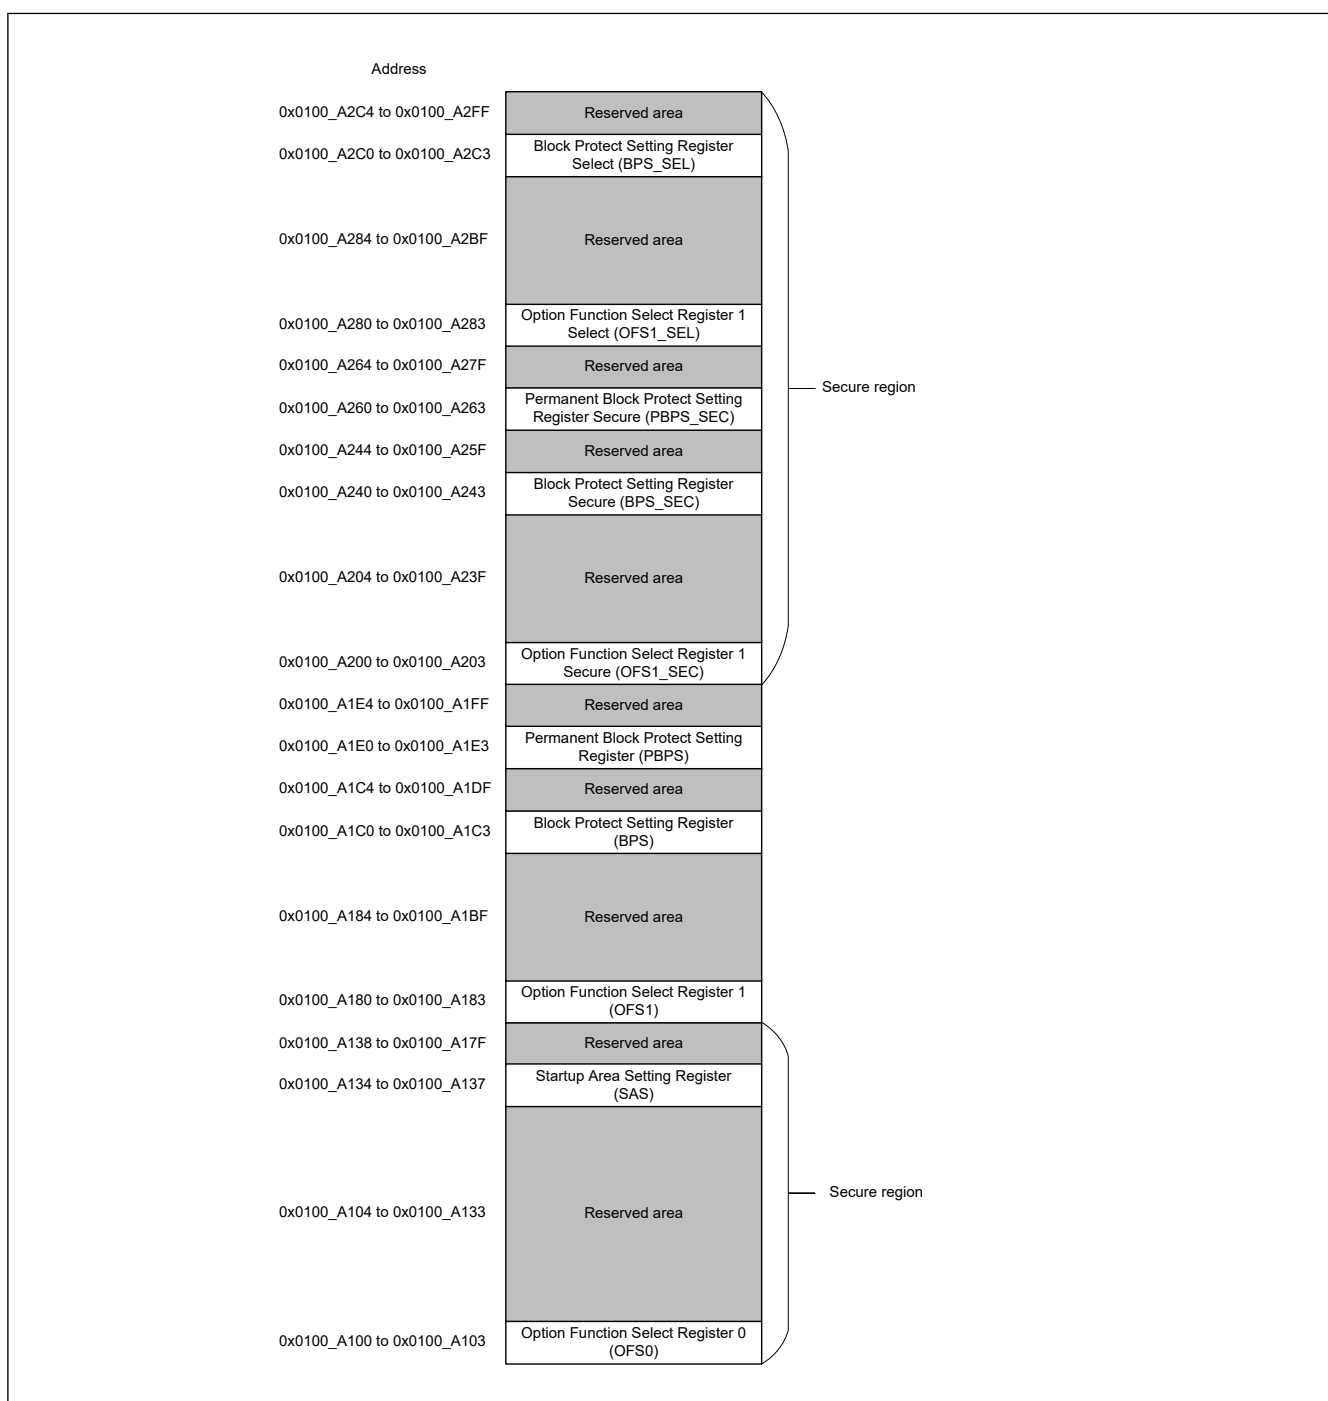 Address
0x0100_A2C4 to 0x0100_A2FF
Reserved area
0x0100_A2C0 to 0x0100_A2C3
Block Protect Setting Register
Select (BPS_SEL)
0x0100_A284 to 0x0100_A2BF
Reserved area
0x0100_A280 to 0x0100_A283
Option Function Select Register 1
Select (OFS1_SEL)
0x0100_A264 to 0x0100_A27F
Reserved area
Secure region
0x0100_A260 to 0x0100_A263
Permanent Block Protect Setting
Register Secure (PBPS_SEC)
0x0100_A244 to 0x0100_A25F
Reserved area
0x0100_A240 to 0x0100_A243
Block Protect Setting Register
Secure (BPS_SEC)
0x0100_A204 to 0x0100_A23F
Reserved area
0x0100_A200 to 0x0100_A203
Option Function Select Register 1
Secure (OFS1_SEC)
0x0100_A1E4 to 0x0100_A1FF
Reserved area
0x0100_A1E0 to 0x0100_A1E3
Permanent Block Protect Setting
Register (PBPS)
0x0100_A1C4 to 0x0100_A1DF
Reserved area
0x0100_A1C0 to 0x0100_A1C3
Block Protect Setting Register
(BPS)
0x0100_A184 to 0x0100_A1BF
Reserved area
0x0100_A180 to 0x0100_A183
Option Function Select Register 1
(OFS1)
0x0100_A138 to 0x0100_A17F
Reserved area
0x0100_A134 to 0x0100_A137
Startup Area Setting Register
(SAS)
Secure region
0x0100_A104 to 0x0100_A133
Reserved area
0x0100_A100 to 0x0100_A103
Option Function Select Register 0
(OFS0)